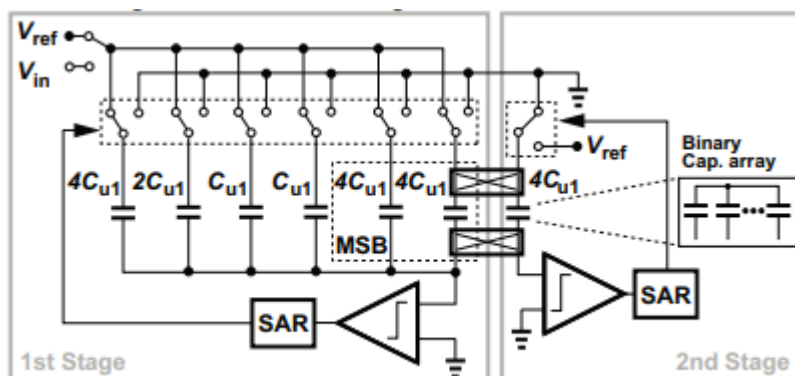 V_ref
V_in
V_ref
Binary
Cap. array
4C_u1 2C_u1 C_u1 C_u1 4C_u1 4C_u1 4C_u1
MSB
SAR
SAR
1st Stage
2nd Stage